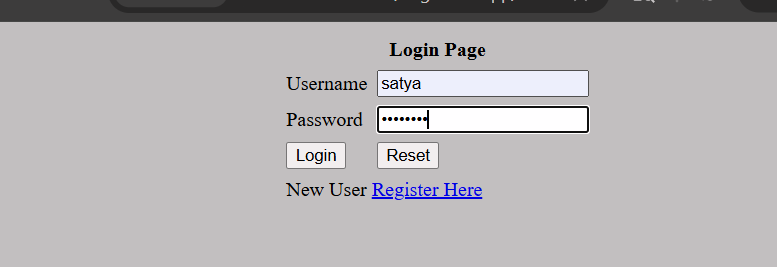 Login Page
Username satya
Password ••••••••
Login Reset
New User Register Here